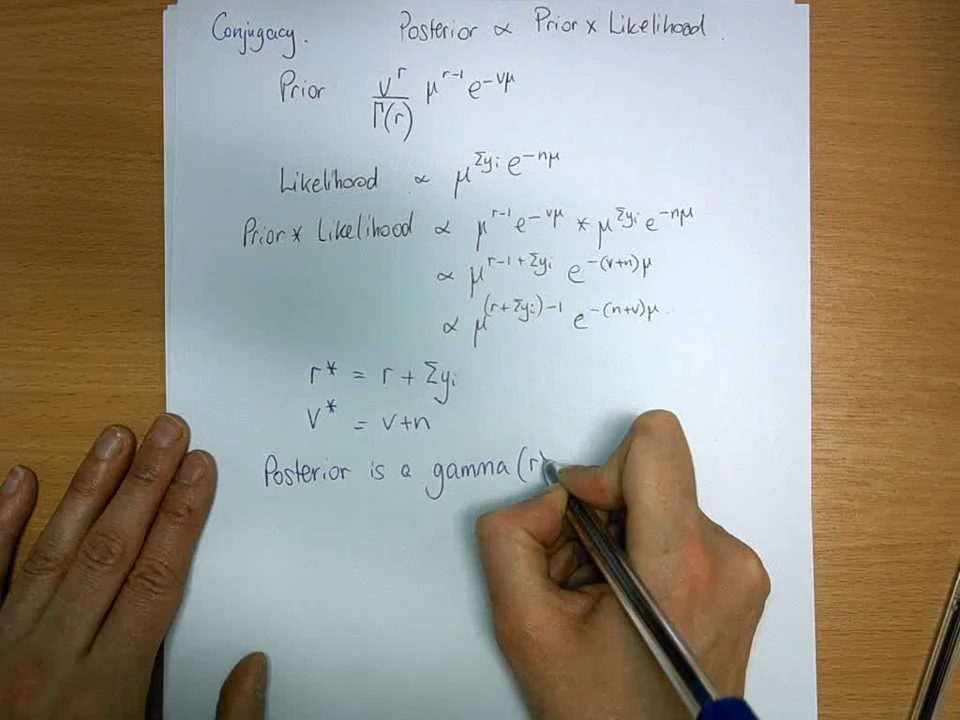 Conjugacy. Posterior ∝ Prior x Likelihood.
Prior v^r/Γ(r) μ^{r-1} e^{-vμ}
Likelihood ∝ μ^{Σyi} e^{-nμ}
Prior * Likelihood ∝ μ^{r-1} e^{-vμ} * μ^{Σyi} e^{-nμ}
∝ μ^{r-1+Σyi} e^{-(v+n)μ}
∝ μ^{(r+Σyi)-1} e^{-(n+v)μ}.
r* = r + Σyi
v* = v+n
Posterior is a gamma (r